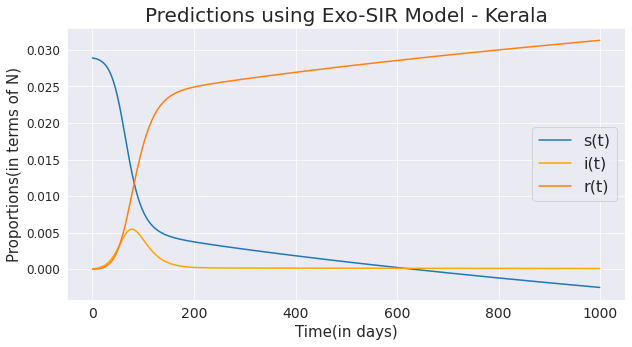 Predictions using Exo-SIR Model - Kerala
Proportions(in terms of N)
0.030
0.025
0.020
0.015
0.010
0.005
0.000
s(t)
i(t)
r(t)
0 200 400 600 800 1000
Time(in days)